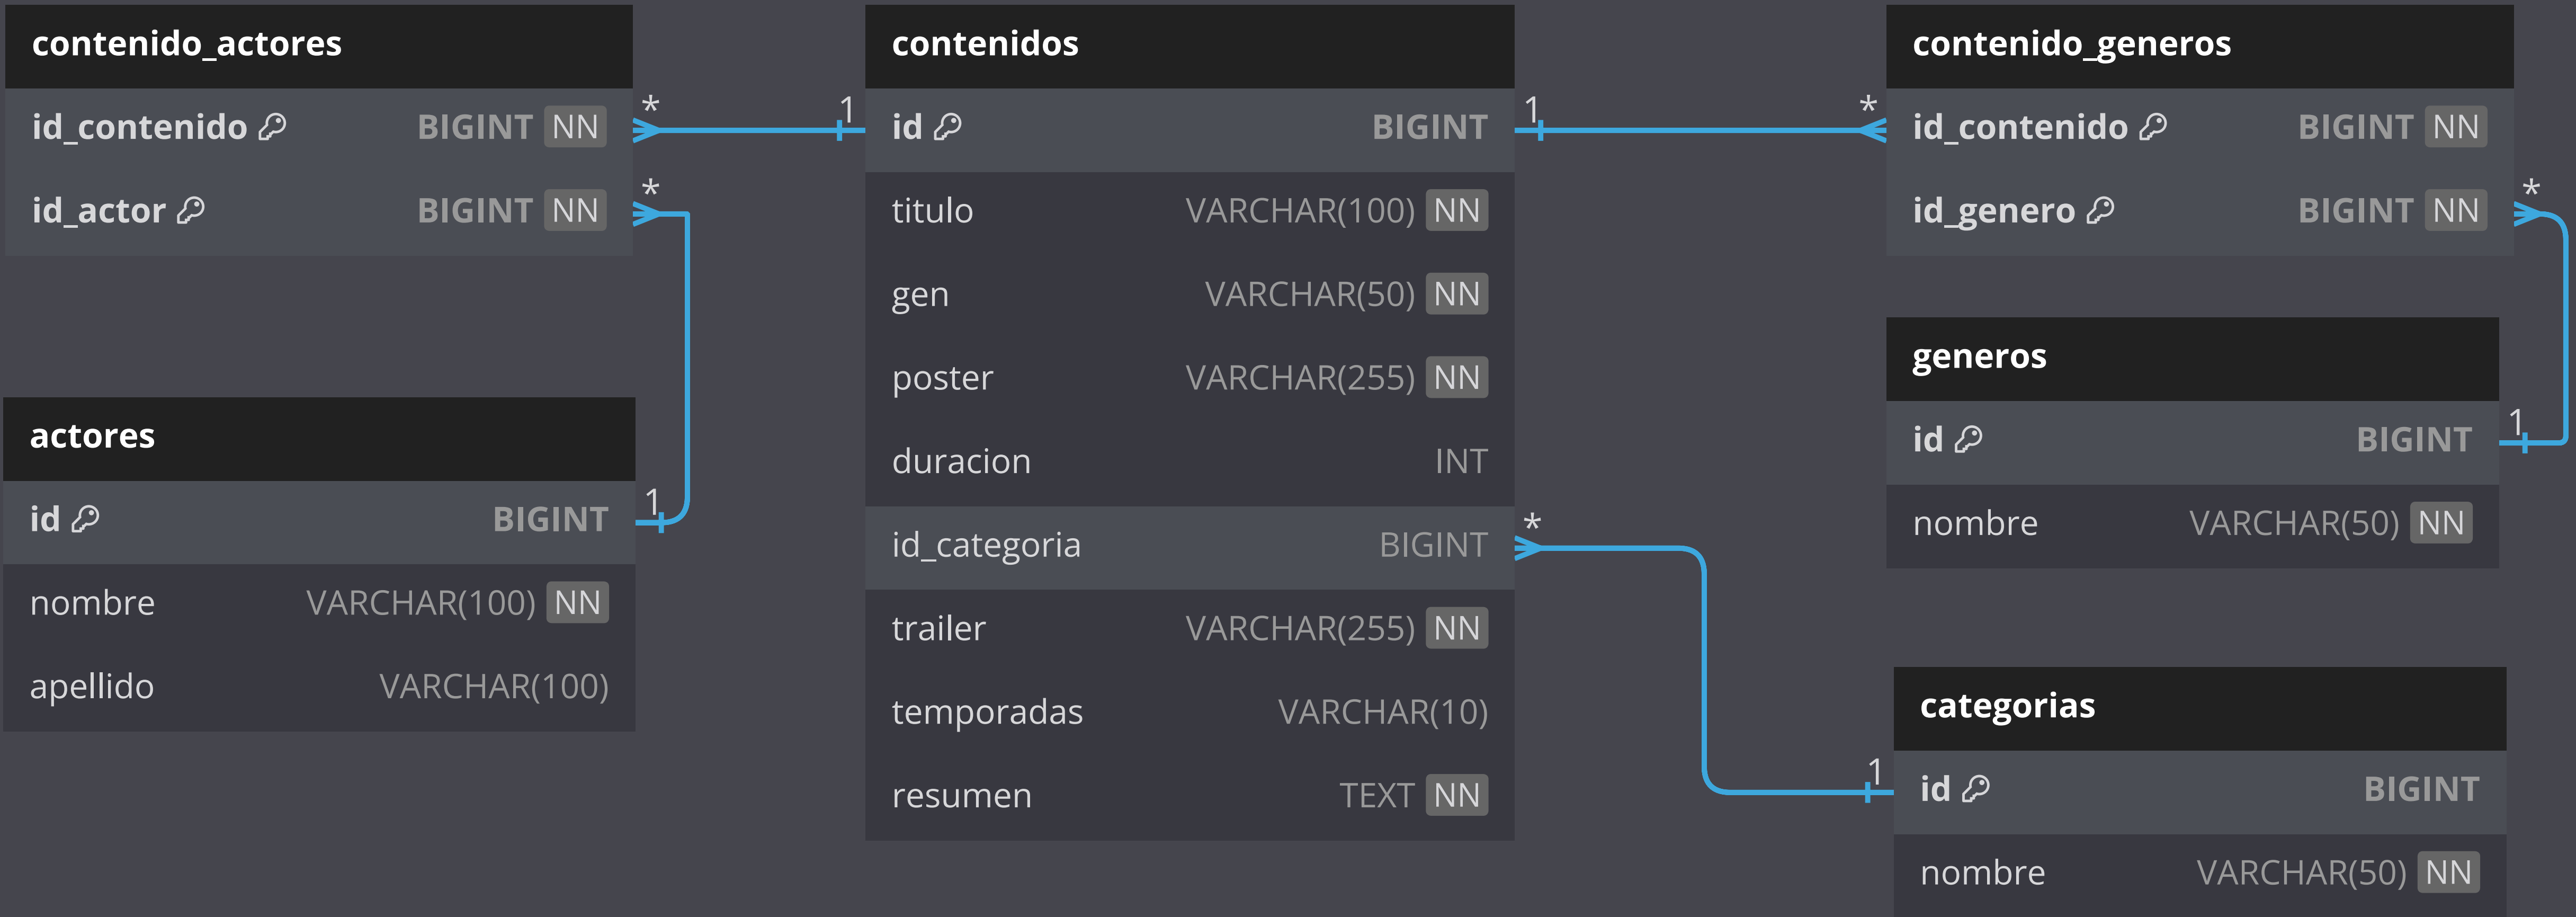 contenido_actores
id_contenido BIGINT NN
id_actor BIGINT NN
* 1
*
actores
id BIGINT
1
nombre VARCHAR(100) NN
apellido VARCHAR(100)
contenidos
id BIGINT
titulo VARCHAR(100) NN
gen VARCHAR(50) NN
poster VARCHAR(255) NN
duracion INT
id_categoria BIGINT
trailer VARCHAR(255) NN
temporadas VARCHAR(10)
resumen TEXT NN
1 *
*
contenido_generos
id_contenido BIGINT NN
id_genero BIGINT NN
*
generos
id BIGINT
1
nombre VARCHAR(50) NN
categorias
1
id BIGINT
nombre VARCHAR(50) NN